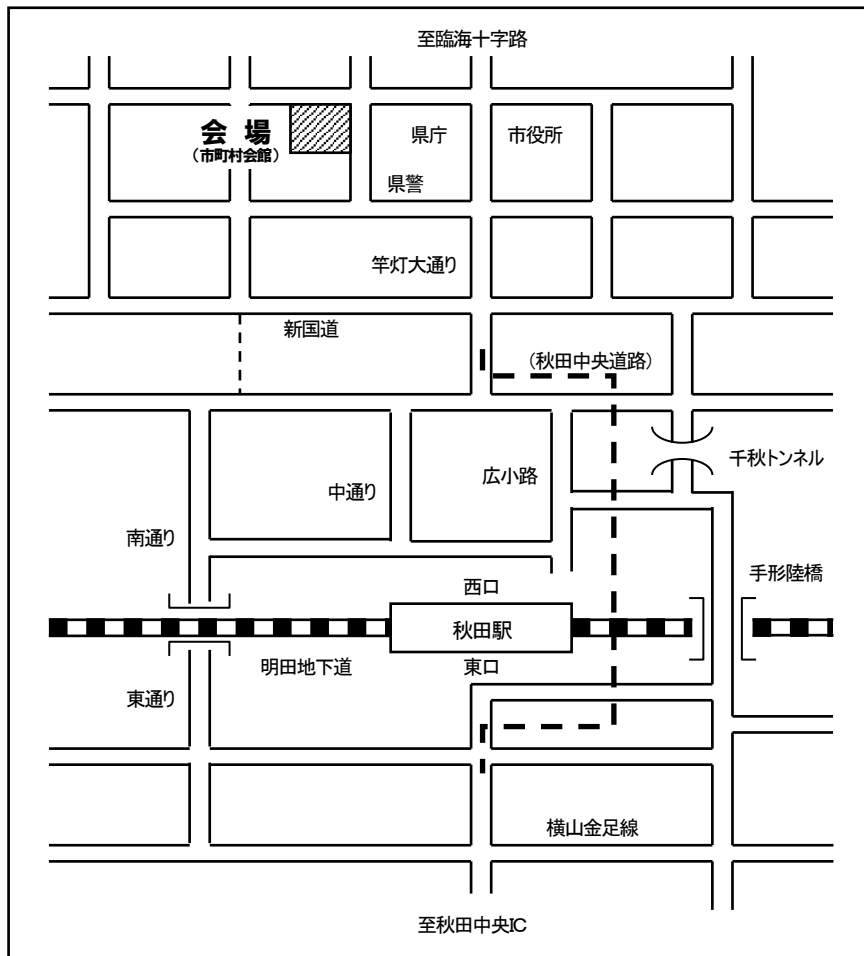 至臨海十字路
会場
(市町村会館)
県庁
市役所
県警
竿灯大通り
新国道
(秋田中央道路)
千秋トンネル
広小路
中通り
南通り
手形陸橋
西口
秋田駅
明田地下道
東口
東通り
横山金足線
至秋田中央IC